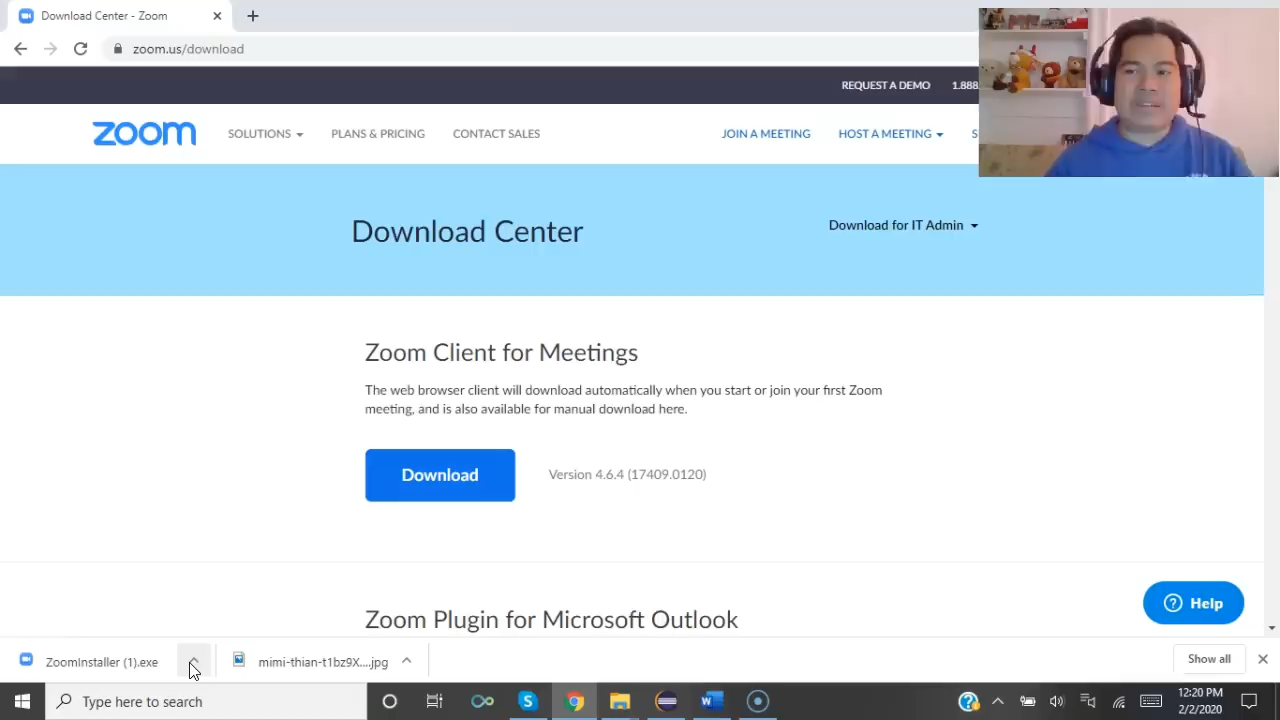 Download Center - Zoom
zoom.us/download
REQUEST A DEMO 1.888
zoom SOLUTIONS PLANS & PRICING CONTACT SALES JOIN A MEETING HOST A MEETING S
Download Center
Download for IT Admin
Zoom Client for Meetings
The web browser client will download automatically when you start or join your first Zoom
meeting, and is also available for manual download here.
Download Version 4.6.4 (17409.0120)
Help
Zoom Plugin for Microsoft Outlook
ZoomInstaller (1).exe mimi-thian-t1bz9X....jpg Show all
Type here to search
12:20 PM
2/2/2020